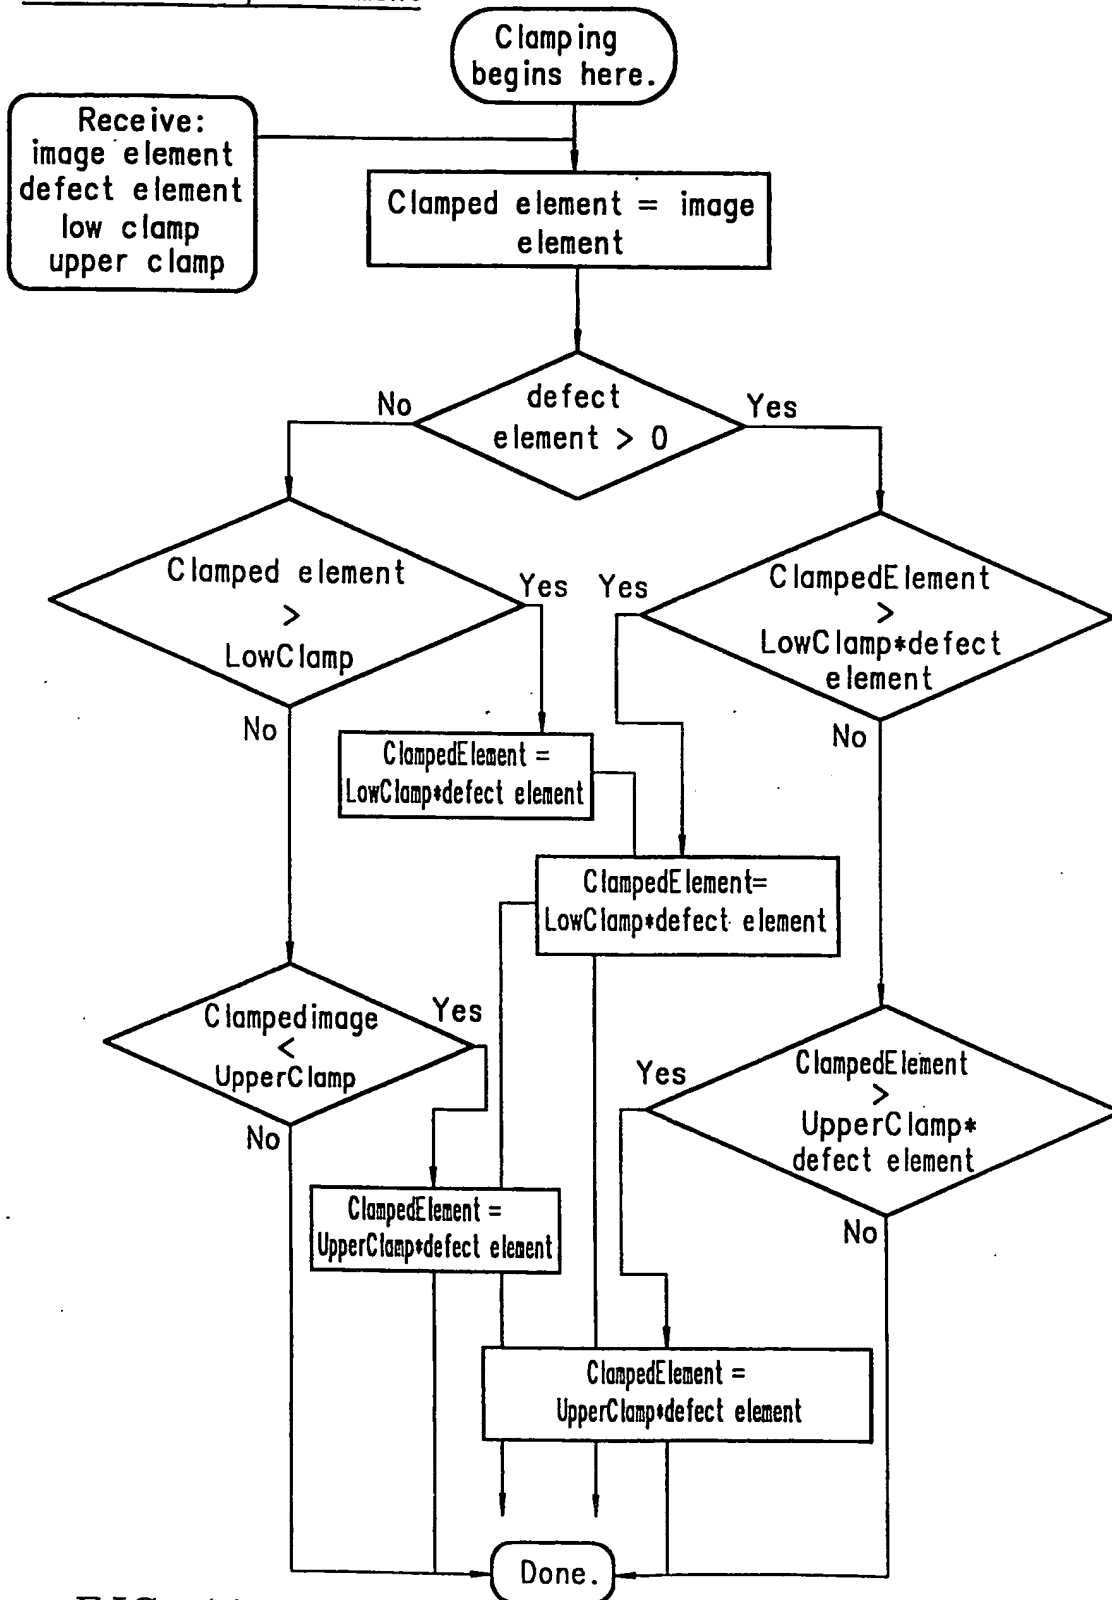 Clamping
begins here.
Receive:
image element
defect element
low clamp
upper clamp
Clamped element = image
element
defect
element > 0
No
Yes
Clamped element
>
LowClamp
Yes
No
ClampedElement
>
LowClamp*defect
element
Yes
No
ClampedElement =
LowClamp*defect element
ClampedElement=
LowClamp*defect element
Clampedimage
<
UpperClamp
Yes
No
ClampedElement
>
UpperClamp*
defect element
Yes
No
ClampedElement =
UpperClamp*defect element
ClampedElement =
UpperClamp*defect element
Done.